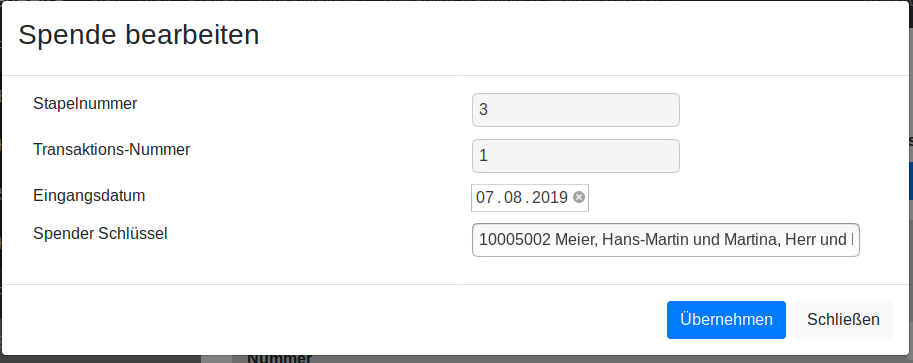 Spende bearbeiten
Stapelnummer
3
Transaktions-Nummer
1
Eingangsdatum
07.08.2019
Spender Schlüssel
10005002 Meier, Hans-Martin und Martina, Herr und
Übernehmen
Schließen
Nummer